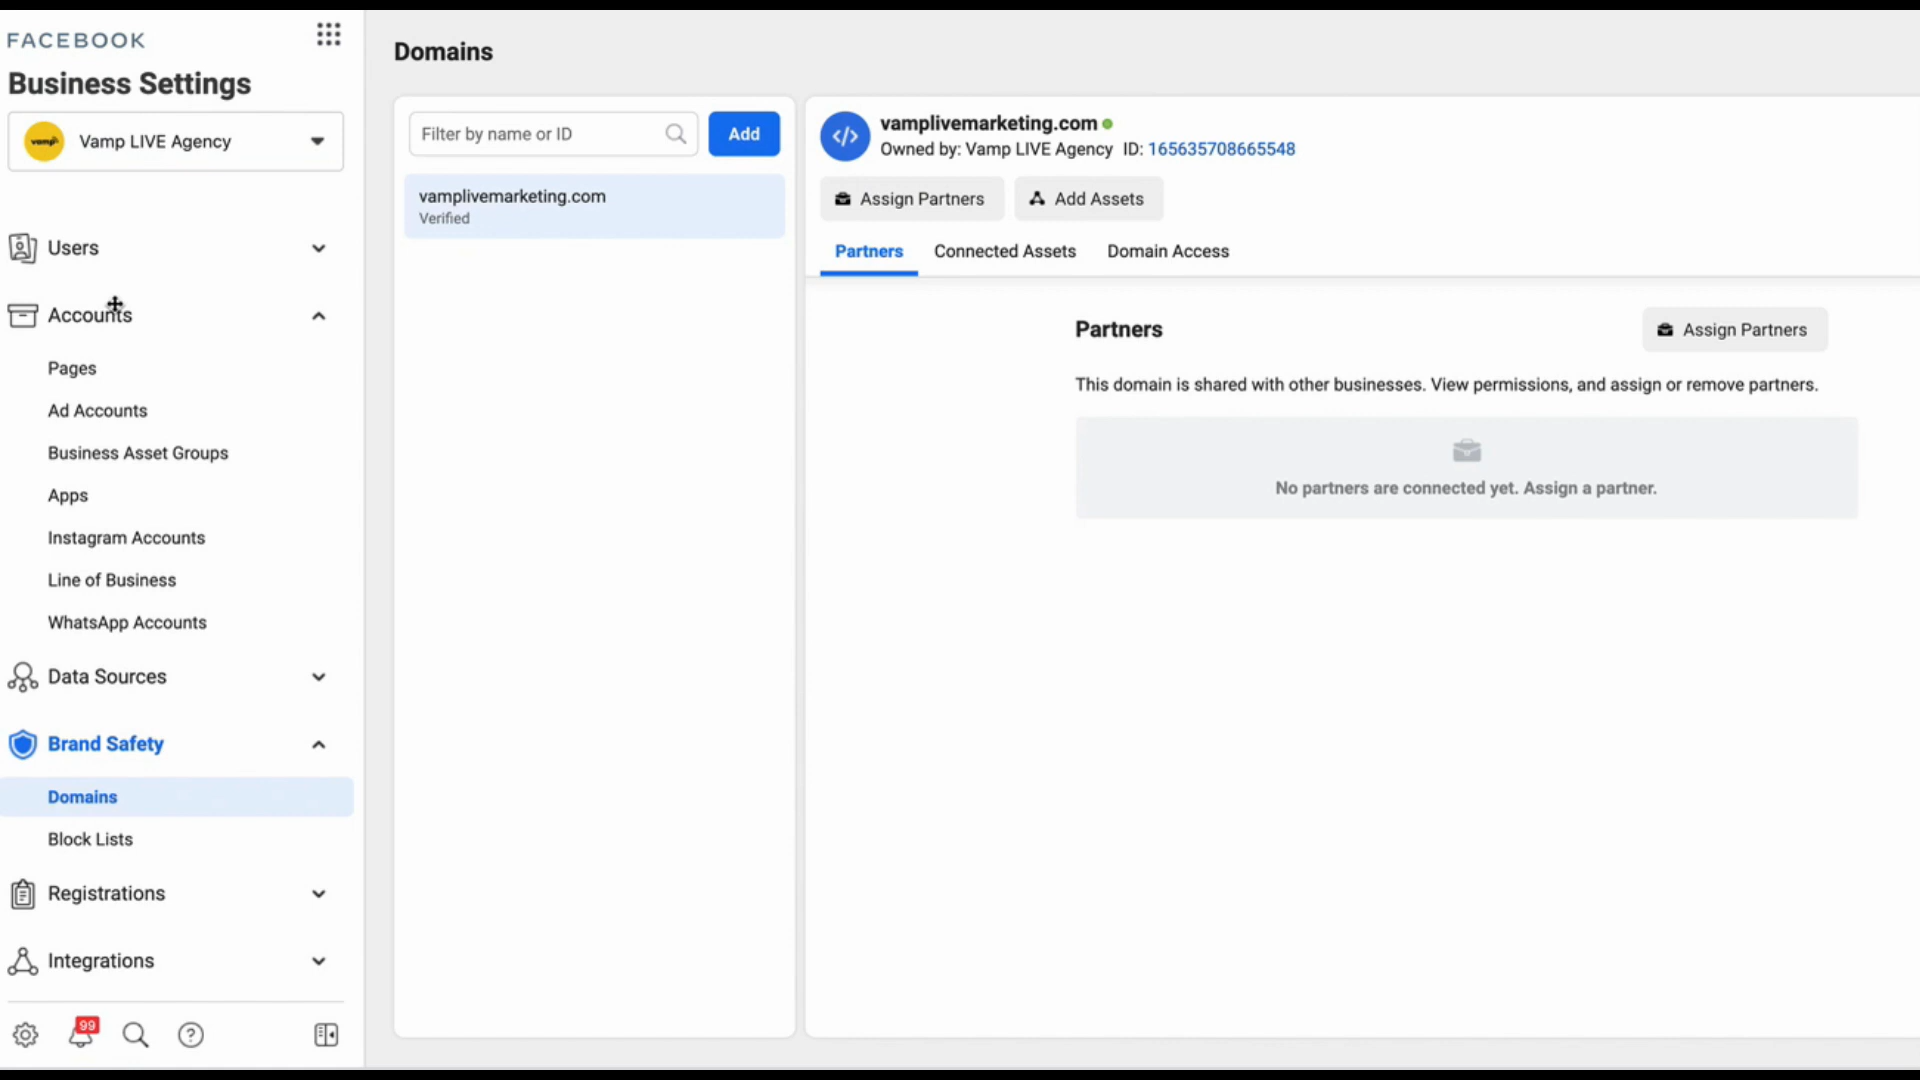 FACEBOOK
Business Settings
vamp
Vamp LIVE Agency
Users
Accounts
Pages
Ad Accounts
Business Asset Groups
Apps
Instagram Accounts
Line of Business
WhatsApp Accounts
Data Sources
Brand Safety
Domains
Block Lists
Registrations
Integrations
99
Domains
Filter by name or ID
Add
vamplivemarketing.com
Verified
vamplivemarketing.com
Owned by: Vamp LIVE Agency ID: 165635708665548
Assign Partners Add Assets
Partners Connected Assets Domain Access
Partners
Assign Partners
This domain is shared with other businesses. View permissions, and assign or remove partners.
No partners are connected yet. Assign a partner.